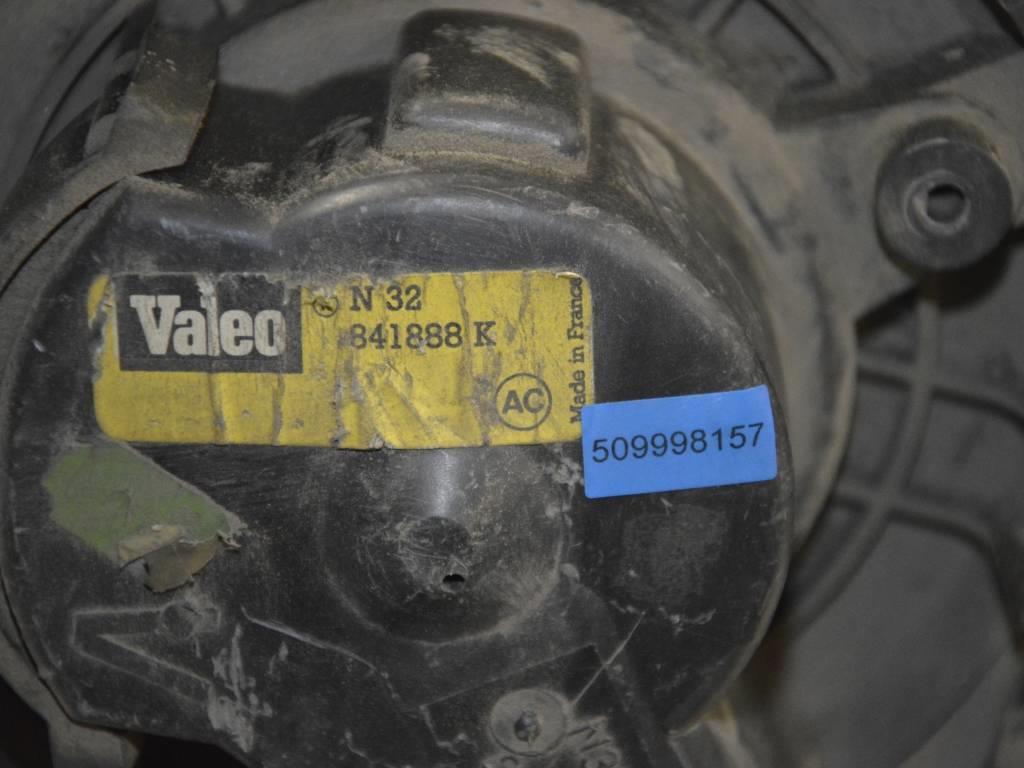 Valeo
N 32
841888 K
AC
Made in France
509998157